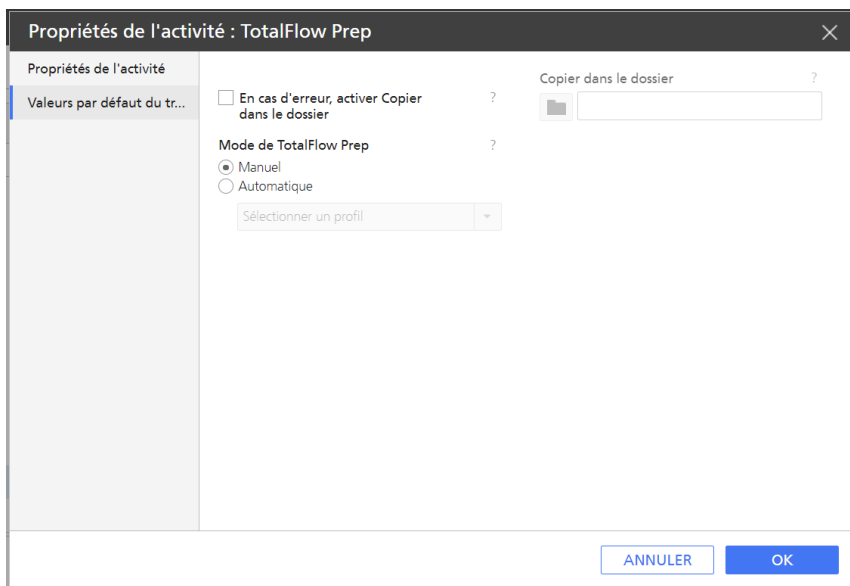 Propriétés de l'activité : TotalFlow Prep
Propriétés de l'activité
Valeurs par défaut du tr...
En cas d'erreur, activer Copier
dans le dossier
?
Mode de TotalFlow Prep
?
Manuel
Automatique
Sélectionner un profil
Copier dans le dossier
?
ANNULER
OK